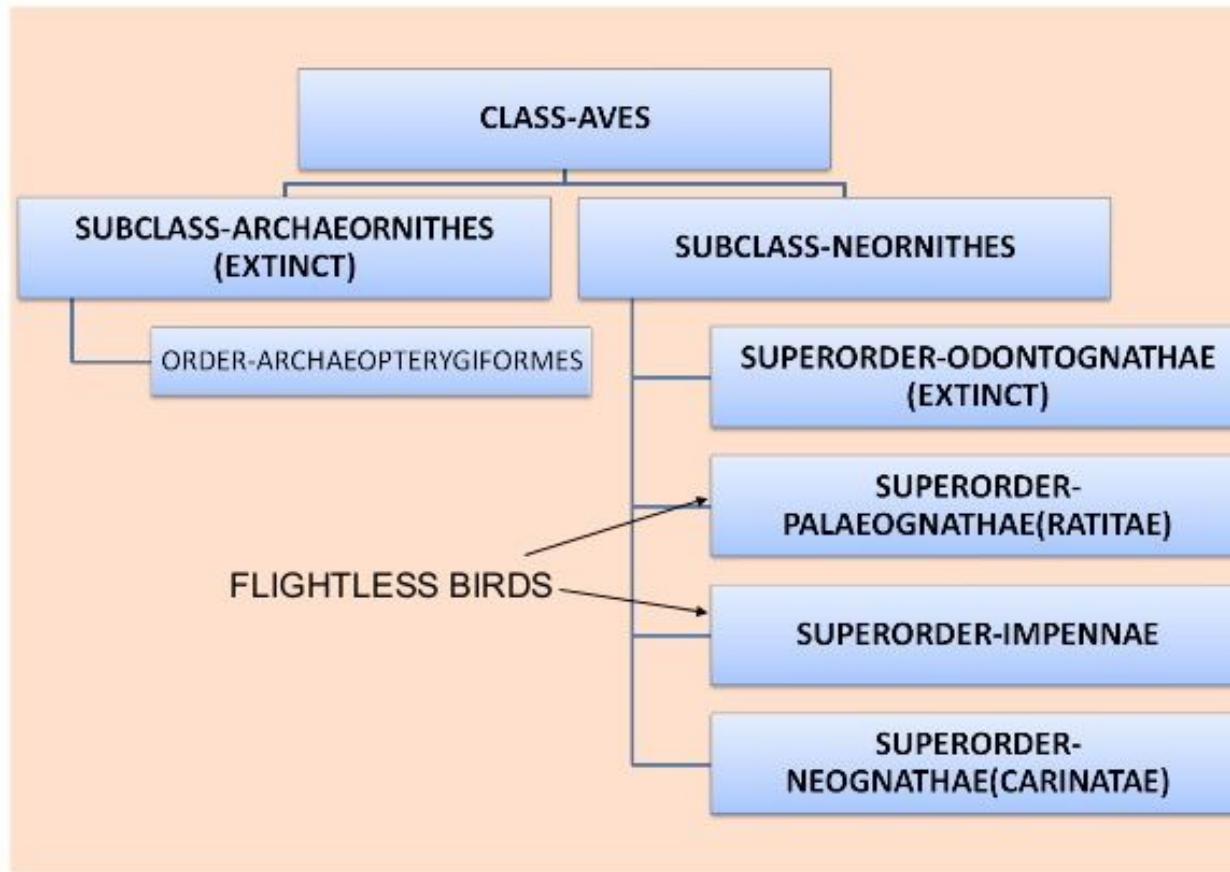 CLASS-AVES
SUBCLASS-ARCHAEORNITHES
(EXTINCT)
SUBCLASS-NEORNITHES
ORDER-ARCHAEOPTERYGIFORMES
SUPERORDER-ODONTOGNATHAE
(EXTINCT)
SUPERORDER-
PALAEOGNATHAE(RATITAE)
FLIGHTLESS BIRDS
SUPERORDER-IMPENNAE
SUPERORDER-
NEOGNATHAE(CARINATAE)